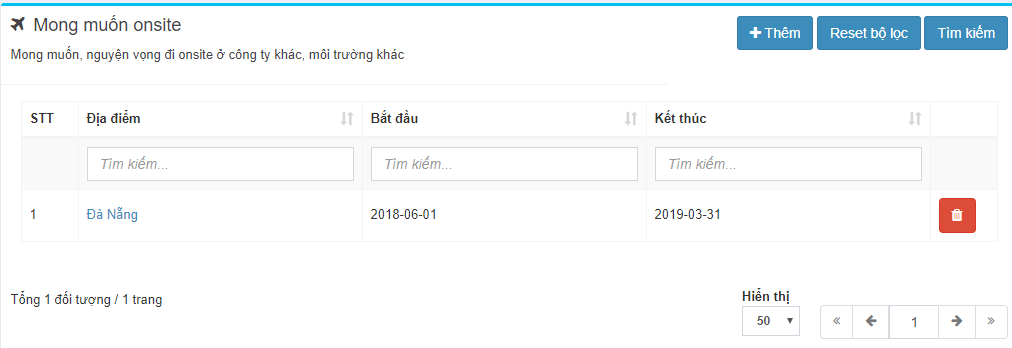 Mong muốn onsite
Thêm
Reset bộ lọc
Tìm kiếm
Mong muốn, nguyện vọng đi onsite ở công ty khác, môi trường khác
STT Địa điểm Bắt đầu Kết thúc
Tìm kiếm... Tìm kiếm... Tìm kiếm...
1 Đà Nẵng 2018-06-01 2019-03-31
Tổng 1 đối tượng / 1 trang
Hiển thị
50
« 1 »